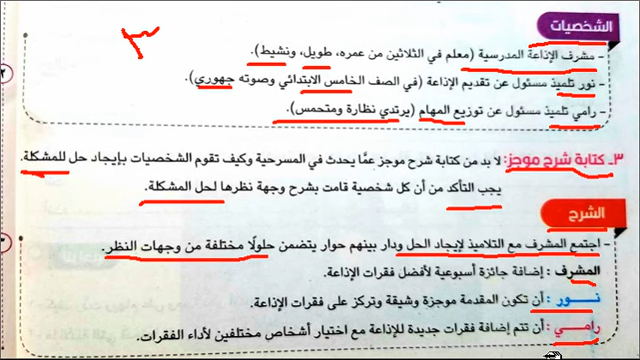 الشخصيات
٣
- مشرف الإذاعة المدرسية (معلم في الثلاثين من عمره، طويل، ونشيط).
- نور تلميذ مسئول عن تقديم الإذاعة (في الصف الخامس الابتدائي وصوته جهوري).
- رامي تلميذ مسئول عن توزيع المهام (يرتدي نظارة ومتحمس).
٣- كتابة شرح موجز: لا بد من كتابة شرح موجز عمَّا يحدث في المسرحية وكيف تقوم الشخصيات بإيجاد حل للمشكلة.
يجب التأكد من أن كل شخصية قامت بشرح وجهة نظرها لحل المشكلة.
الشرح
- اجتمع المشرف مع التلاميذ لإيجاد الحل ودار بينهم حوار يتضمن حلولًا مختلفة من وجهات النظر.
المشرف : إضافة جائزة أسبوعية لأفضل فقرات الإذاعة.
نـــور : أن تكون المقدمة موجزة وشيقة وتركز على فقرات الإذاعة.
رامـــي : أن تتم إضافة فقرات جديدة للإذاعة مع اختيار أشخاص مختلفين لأداء الفقرات.